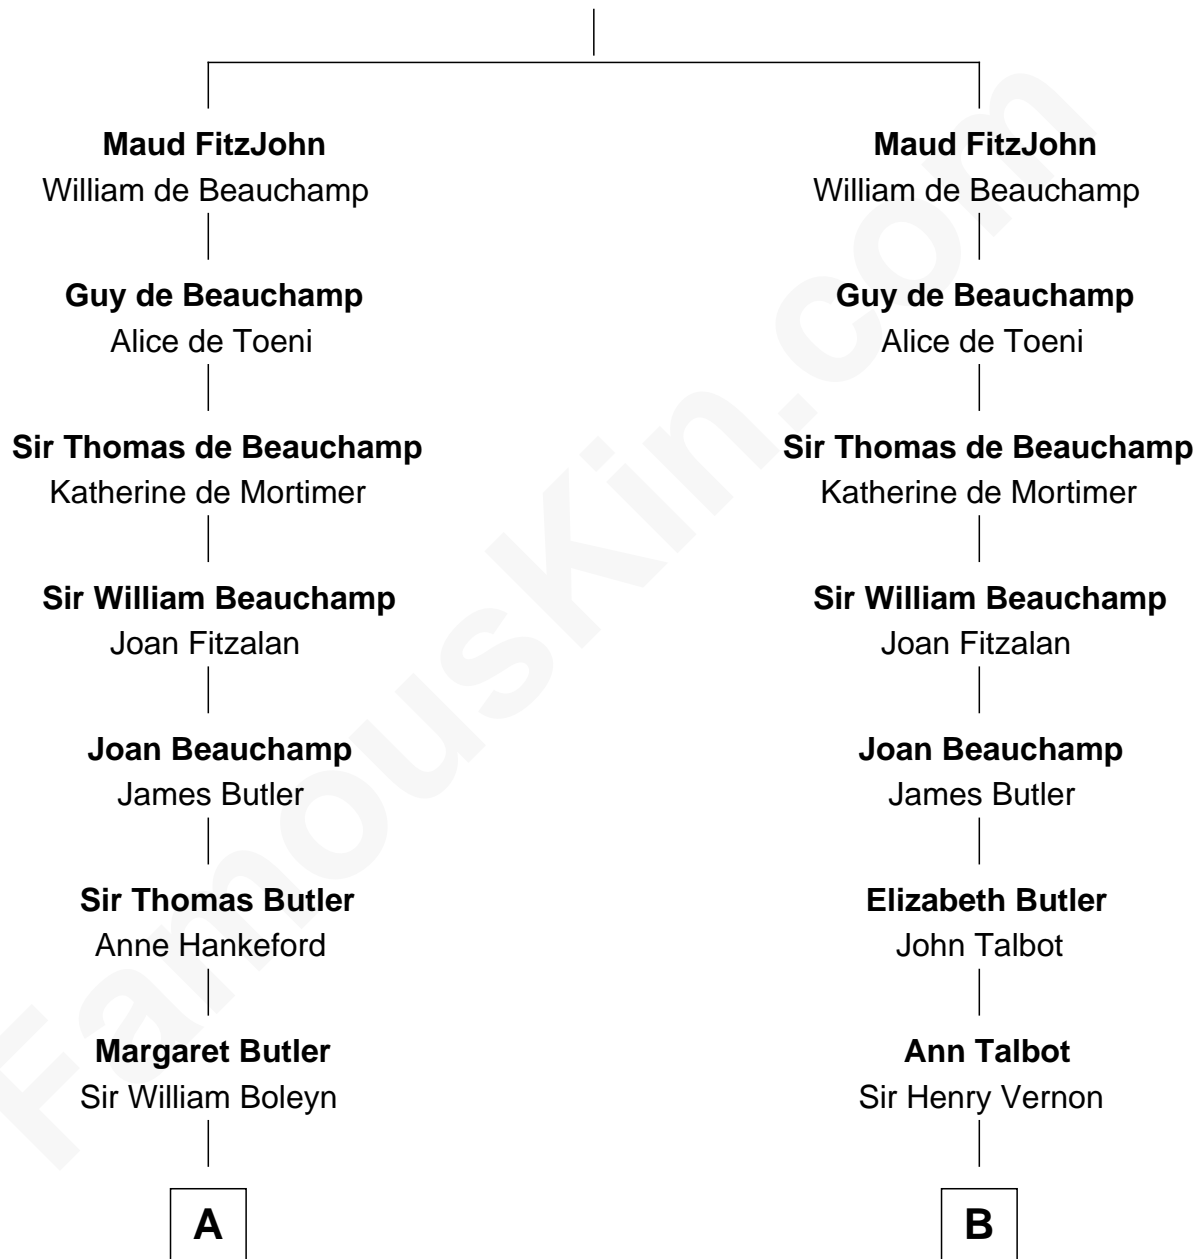 Maud FitzJohn
William de Beauchamp
Guy de Beauchamp
Alice de Toeni
Sir Thomas de Beauchamp
Katherine de Mortimer
Sir William Beauchamp
Joan Fitzalan
Joan Beauchamp
James Butler
Sir Thomas Butler
Anne Hankeford
Margaret Butler
Sir William Boleyn
A
Maud FitzJohn
William de Beauchamp
Guy de Beauchamp
Alice de Toeni
Sir Thomas de Beauchamp
Katherine de Mortimer
Sir William Beauchamp
Joan Fitzalan
Joan Beauchamp
James Butler
Elizabeth Butler
John Talbot
Ann Talbot
Sir Henry Vernon
B
FamousKin.com